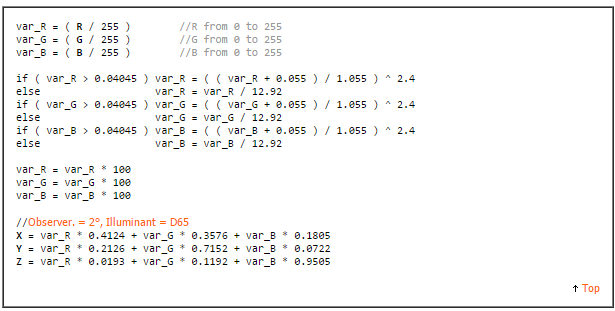 var_R = ( R / 255 )        //R from 0 to 255
var_G = ( G / 255 )        //G from 0 to 255
var_B = ( B / 255 )        //B from 0 to 255

if ( var_R > 0.04045 ) var_R = ( ( var_R + 0.055 ) / 1.055 ) ^ 2.4
else                   var_R = var_R / 12.92
if ( var_G > 0.04045 ) var_G = ( ( var_G + 0.055 ) / 1.055 ) ^ 2.4
else                   var_G = var_G / 12.92
if ( var_B > 0.04045 ) var_B = ( ( var_B + 0.055 ) / 1.055 ) ^ 2.4
else                   var_B = var_B / 12.92

var_R = var_R * 100
var_G = var_G * 100
var_B = var_B * 100

//Observer. = 2°, Illuminant = D65
X = var_R * 0.4124 + var_G * 0.3576 + var_B * 0.1805
Y = var_R * 0.2126 + var_G * 0.7152 + var_B * 0.0722
Z = var_R * 0.0193 + var_G * 0.1192 + var_B * 0.9505
↑ Top